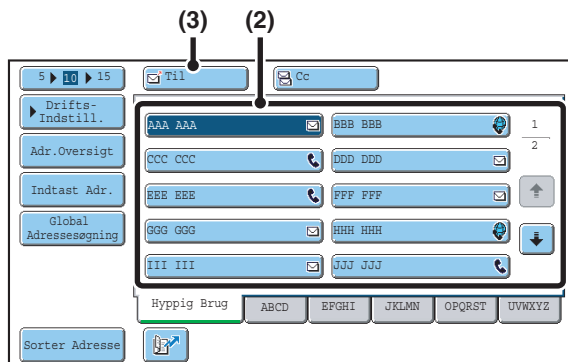 (3) (2)
5 10 15 Til Cc
Drifts-
Indstill.
AAA AAA BBB BBB 1
2
Adr.Oversigt CCC CCC DDD DDD
Indtast Adr. EEE EEE FFF FFF
Global
Adressesøgning
GGG GGG HHH HHH
III III JJJ JJJ
Hyppig Brug ABCD EFGHI JKLMN OPQRST UVWXYZ
Sorter Adresse